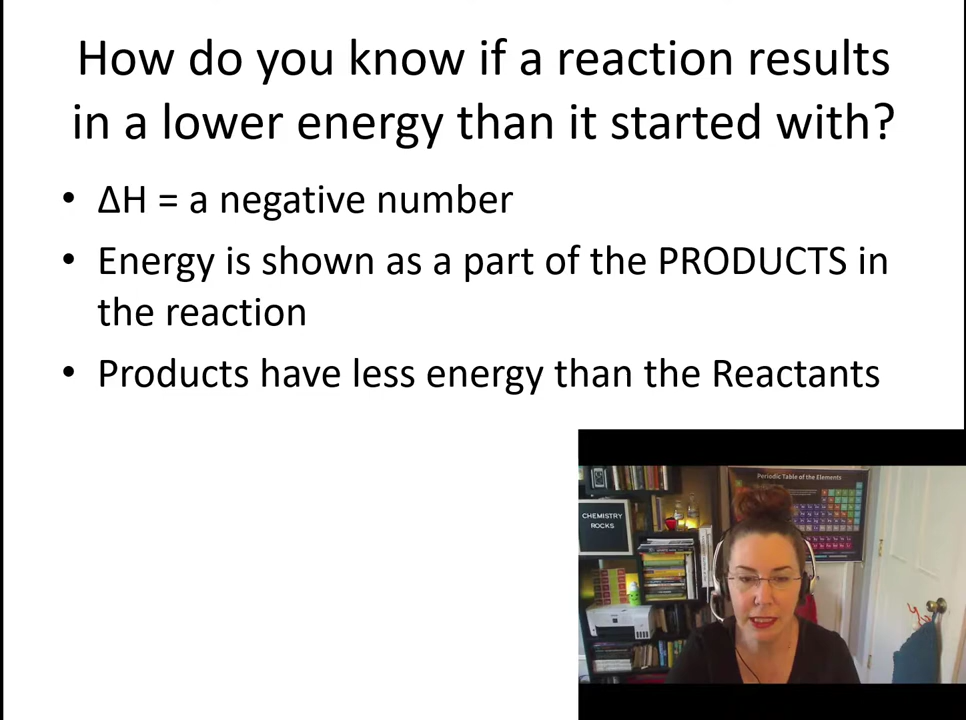 How do you know if a reaction results
in a lower energy than it started with?
• ΔH = a negative number
• Energy is shown as a part of the PRODUCTS in
the reaction
• Products have less energy than the Reactants
Periodic Table of the Elements
CHEMISTRY
ROCKS